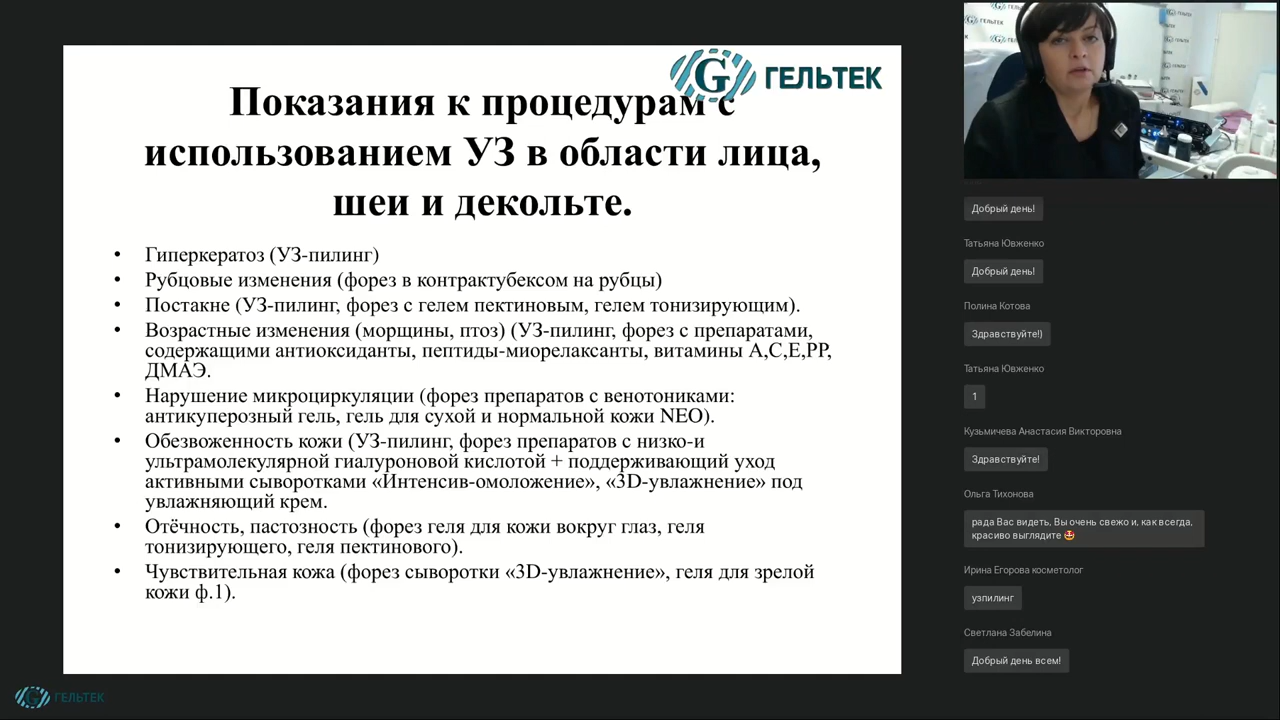 ГЕЛЬТЕК
Показания к процедурам с
использованием УЗ в области лица,
шеи и декольте.
• Гиперкератоз (УЗ-пилинг)
• Рубцовые изменения (форез в контрактубексом на рубцы)
• Постакне (УЗ-пилинг, форез с гелем пектиновым, гелем тонизирующим).
• Возрастные изменения (морщины, птоз) (УЗ-пилинг, форез с препаратами,
содержащими антиоксиданты, пептиды-миорелаксанты, витамины А,С,Е,РР,
ДМАЭ.
• Нарушение микроциркуляции (форез препаратов с венотониками:
антикуперозный гель, гель для сухой и нормальной кожи NEO).
• Обезвоженность кожи (УЗ-пилинг, форез препаратов с низко-и
ультрамолекулярной гиалуроновой кислотой + поддерживающий уход
активными сыворотками «Интенсив-омоложение», «3D-увлажнение» под
увлажняющий крем.
• Отёчность, пастозность (форез геля для кожи вокруг глаз, геля
тонизирующего, геля пектинового).
• Чувствительная кожа (форез сыворотки «3D-увлажнение», геля для зрелой
кожи ф.1).
ГЕЛЬТЕК
Добрый день!
Татьяна Ювженко
Добрый день!
Полина Котова
Здравствуйте!)
Татьяна Ювженко
1
Кузьмичева Анастасия Викторовна
Здравствуйте!
Ольга Тихонова
рада Вас видеть, Вы очень свежо и, как всегда,
красиво выглядите 🤩
Ирина Егорова косметолог
узпилинг
Светлана Забелина
Добрый день всем!